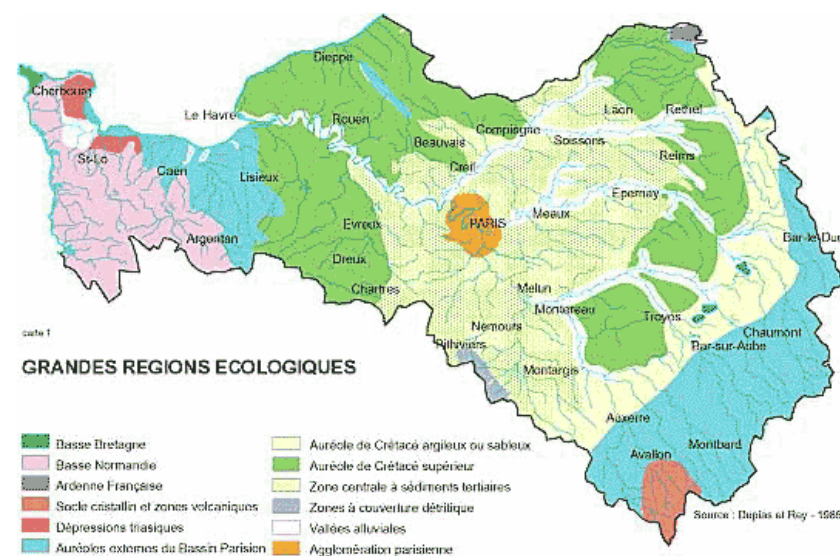 Dieppe
Cherbourg
Le Havre
Rouen
Laon
Rethel
Compiegne
Soissons
St-Lo
Beauvais
Reims
Caen
Creil
Lisieux
Epernay
Meaux
PARIS
Evreux
Argentan
Bar-le-Duc
Dreux
Chartres
Melun
Montereau
Troyes
Nemours
Chaumont
Pithiviers
Bar-sur-Aube
Montargis
Auxerre
Montbard
Avallon
carte 1
GRANDES REGIONS ECOLOGIQUES
Basse Bretagne
Basse Normandie
Ardenne Française
Socle cristallin et zones volcaniques
Dépressions triasiques
Auréoles externes du Bassin Parisien
Auréole de Crétacé argileux ou sableux
Auréole de Crétacé supérieur
Zone centrale à sédiments tertiaires
Zones à couverture détritique
Vallées alluviales
Agglomération parisienne
Source : Dupias et Rey - 1985